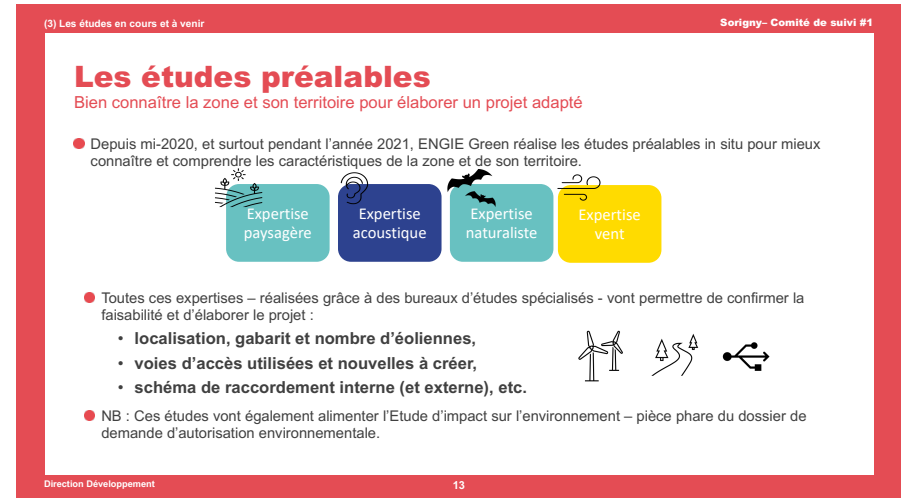 (3) Les études en cours et à venir
Sorigny– Comité de suivi #1
Les études préalables
Bien connaître la zone et son territoire pour élaborer un projet adapté
Depuis mi-2020, et surtout pendant l’année 2021, ENGIE Green réalise les études préalables in situ pour mieux
connaître et comprendre les caractéristiques de la zone et de son territoire.
Expertise
paysagère
Expertise
acoustique
Expertise
naturaliste
Expertise
vent
Toutes ces expertises – réalisées grâce à des bureaux d’études spécialisés - vont permettre de confirmer la
faisabilité et d’élaborer le projet :
• localisation, gabarit et nombre d’éoliennes,
• voies d’accès utilisées et nouvelles à créer,
• schéma de raccordement interne (et externe), etc.
NB : Ces études vont également alimenter l’Etude d’impact sur l’environnement – pièce phare du dossier de
demande d’autorisation environnementale.
Direction Développement
13